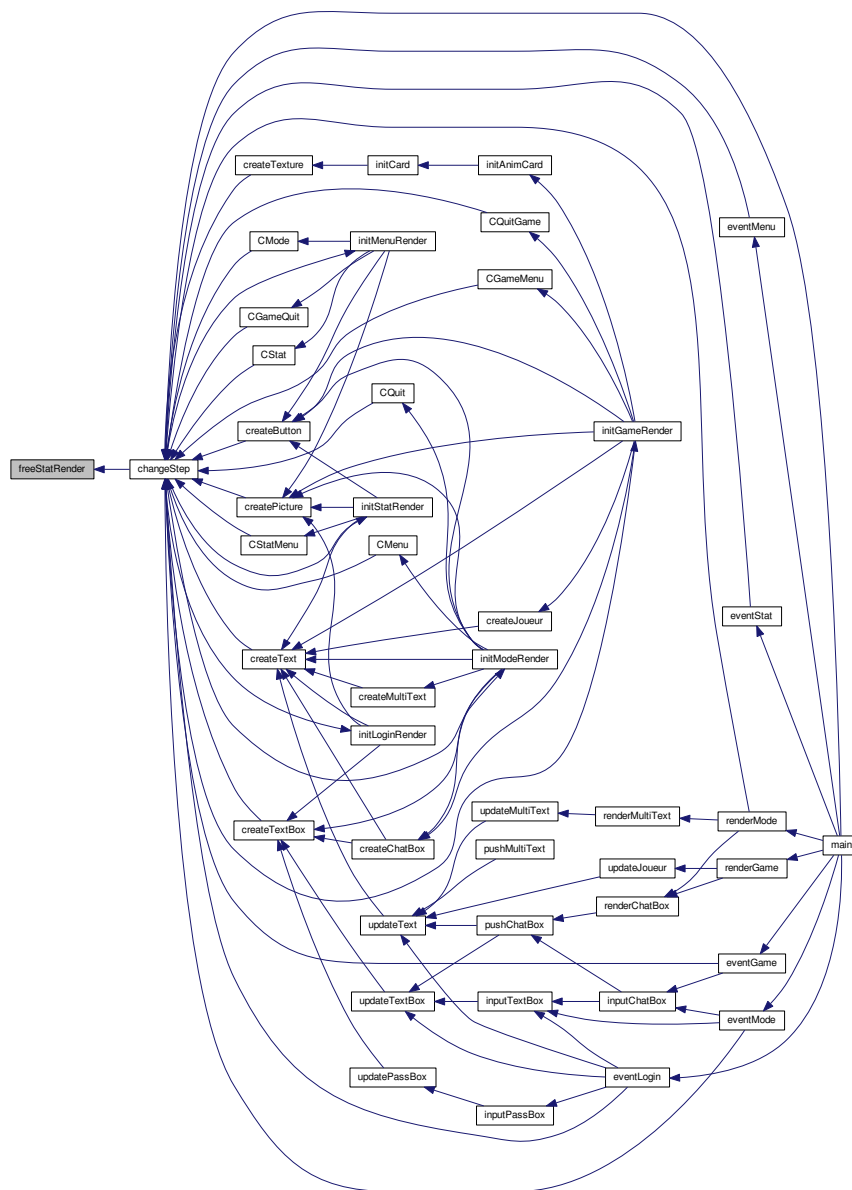 createTexture
initCard
initAnimCard
CQuitGame
eventMenu
CMode
initMenuRender
CGameMenu
CGameQuit
CStat
CQuit
createButton
initGameRender
freeStatRender
changeStep
createPicture
initStatRender
CStatMenu
CMenu
createJoueur
eventStat
createText
initModeRender
createMultiText
initLoginRender
updateMultiText
renderMultiText
renderMode
createTextBox
createChatBox
pushMultiText
main
updateJoueur
renderGame
renderChatBox
updateText
pushChatBox
eventGame
updateTextBox
inputTextBox
inputChatBox
eventMode
updatePassBox
eventLogin
inputPassBox